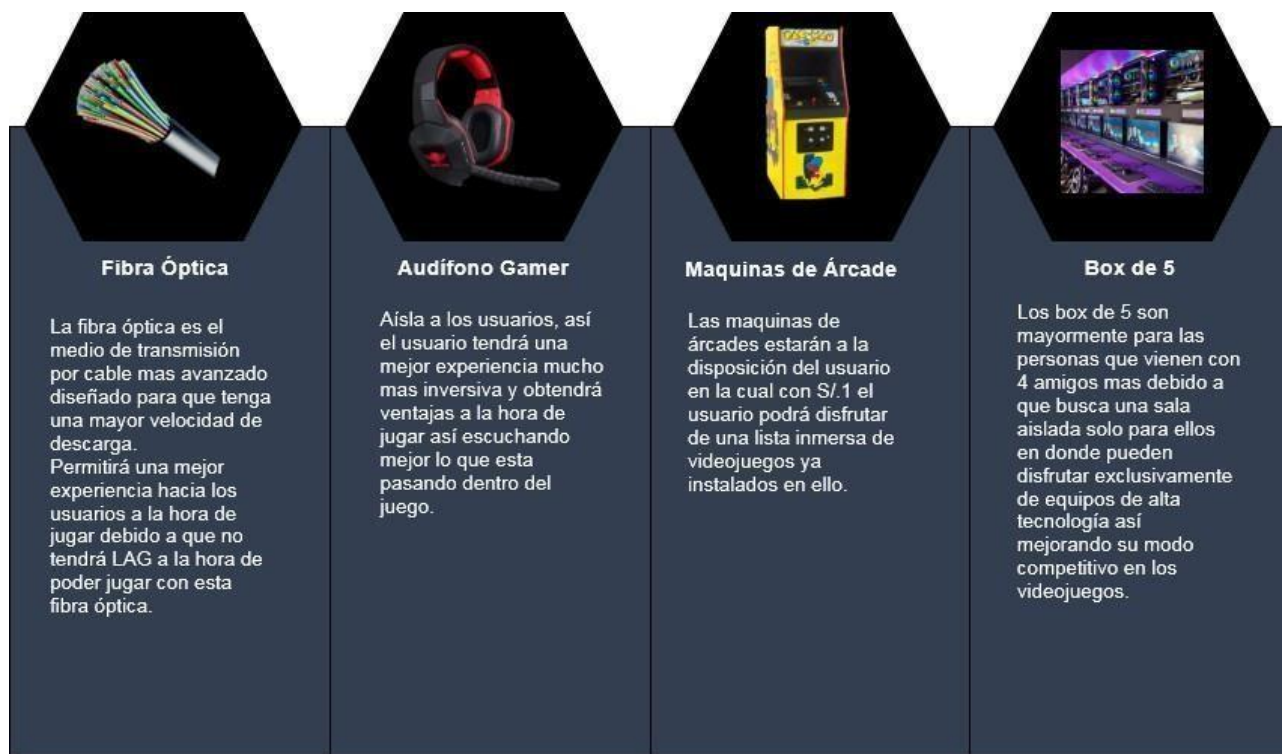 Fibra Óptica
La fibra óptica es el
medio de transmisión
por cable mas avanzado
diseñado para que tenga
una mayor velocidad de
descarga.
Permitirá una mejor
experiencia hacia los
usuarios a la hora de
jugar debido a que no
tendrá LAG a la hora de
poder jugar con esta
fibra óptica.
Audífono Gamer
Aísla a los usuarios, así
el usuario tendrá una
mejor experiencia mucho
mas inversiva y obtendrá
ventajas a la hora de
jugar así escuchando
mejor lo que esta
pasando dentro del
juego.
Maquinas de Árcade
Las maquinas de
árcades estarán a la
disposición del usuario
en la cual con S/.1 el
usuario podrá disfrutar
de una lista inmersa de
videojuegos ya
instalados en ello.
Box de 5
Los box de 5 son
mayormente para las
personas que vienen con
4 amigos mas debido a
que busca una sala
aislada solo para ellos
en donde pueden
disfrutar exclusivamente
de equipos de alta
tecnología así
mejorando su modo
competitivo en los
videojuegos.